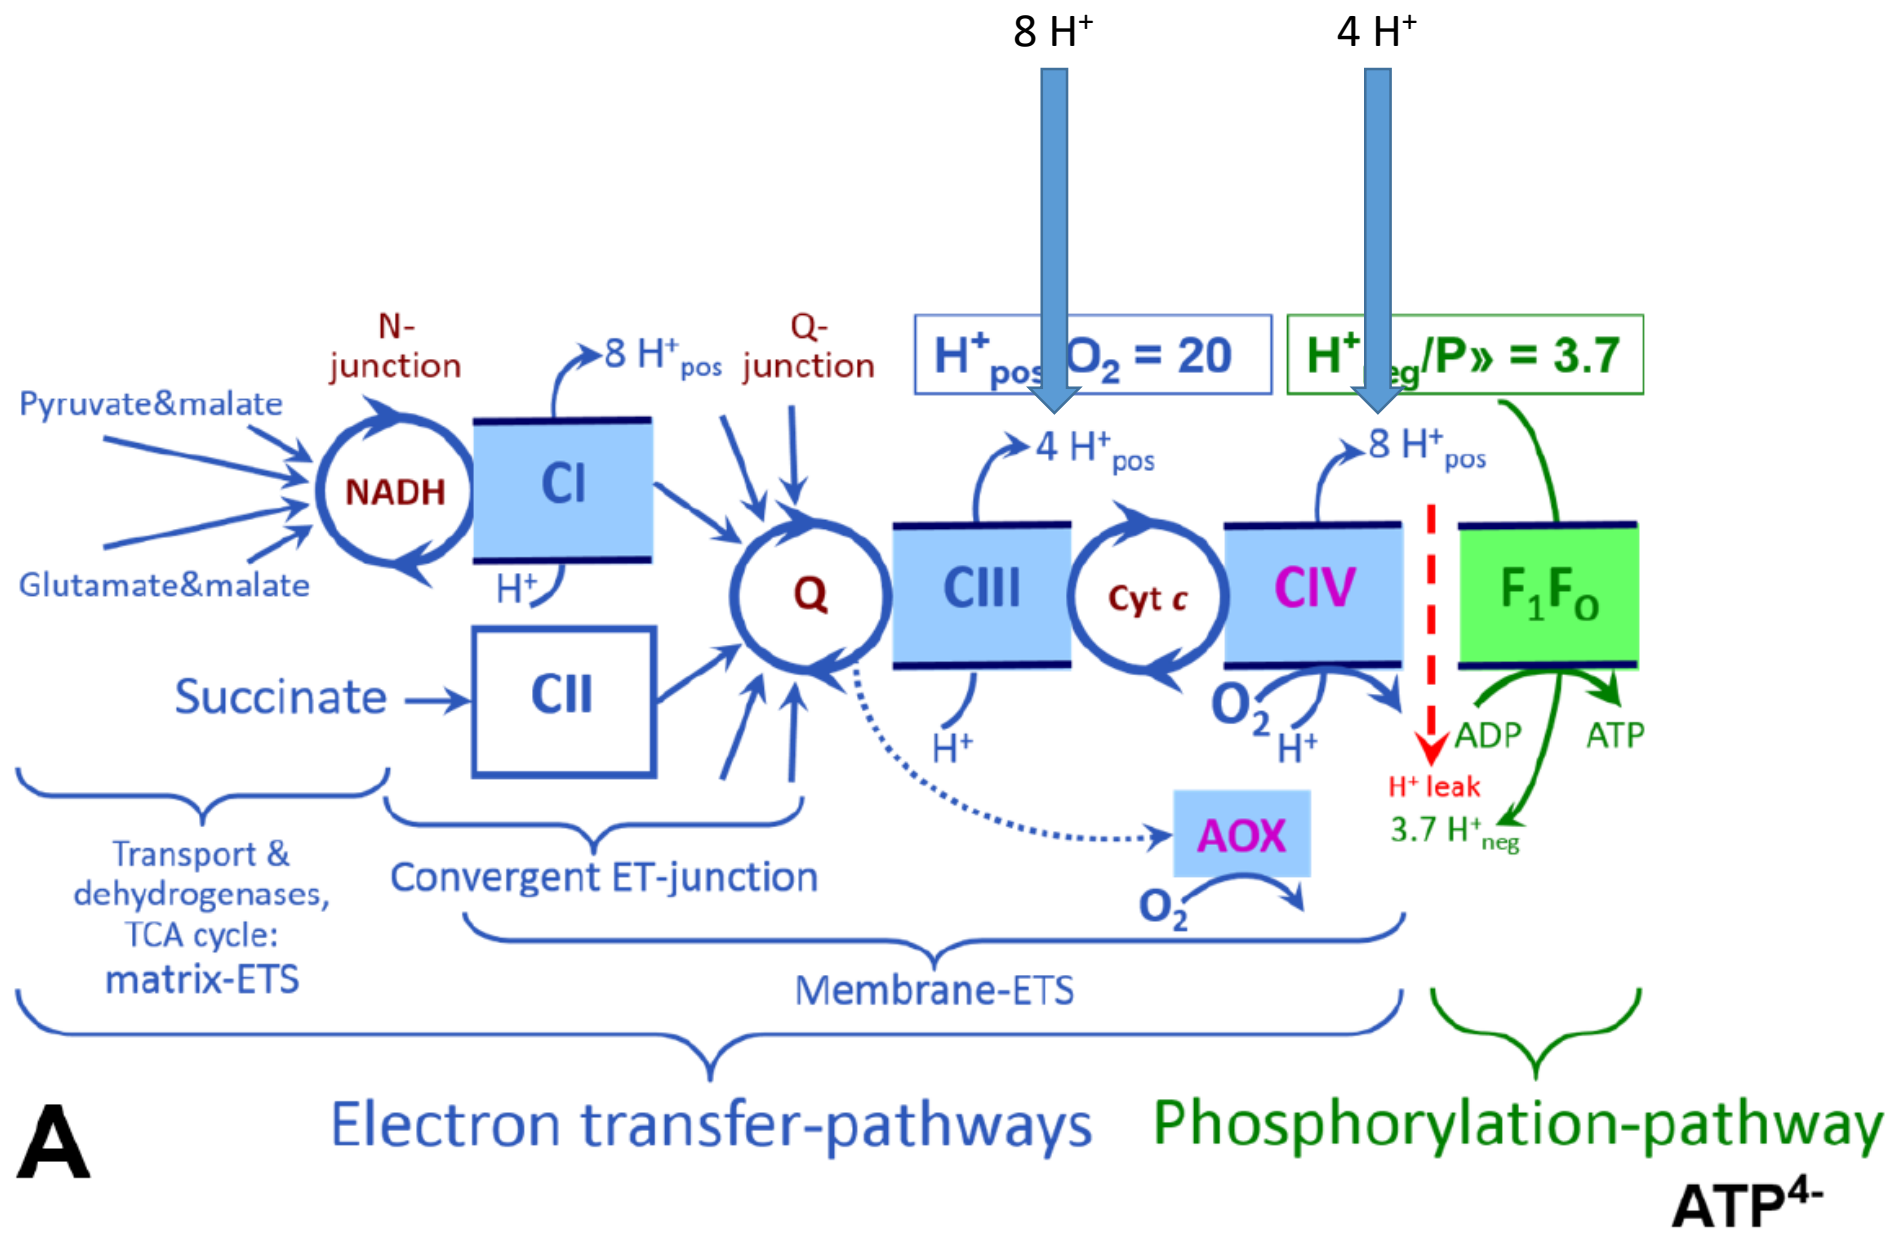 8 H⁺
4 H⁺
N-
junction
8 H⁺pos
Q-
junction
H⁺pos O₂ = 20
H⁺ eg/P» = 3.7
Pyruvate&malate
NADH
CI
4 H⁺pos
8 H⁺pos
Glutamate&malate
H⁺
Q
CIII
Cyt c
CIV
F₁FO
Succinate
CII
H⁺
O₂
H⁺
ADP
ATP
H⁺ leak
3.7 H⁺neg
Transport &
dehydrogenases,
TCA cycle:
matrix-ETS
Convergent ET-junction
AOX
O₂
Membrane-ETS
Electron transfer-pathways
Phosphorylation-pathway
A
ATP⁴⁻